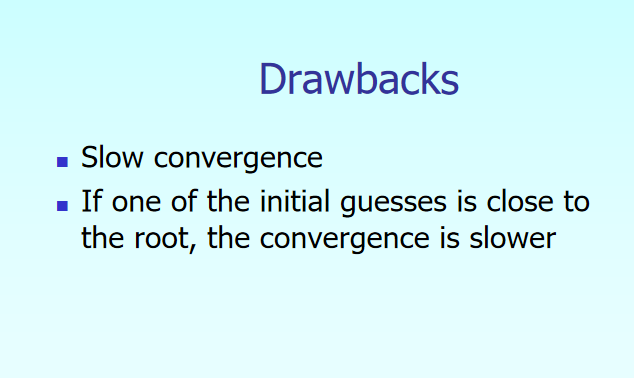 Drawbacks
Slow convergence
If one of the initial guesses is close to
the root, the convergence is slower